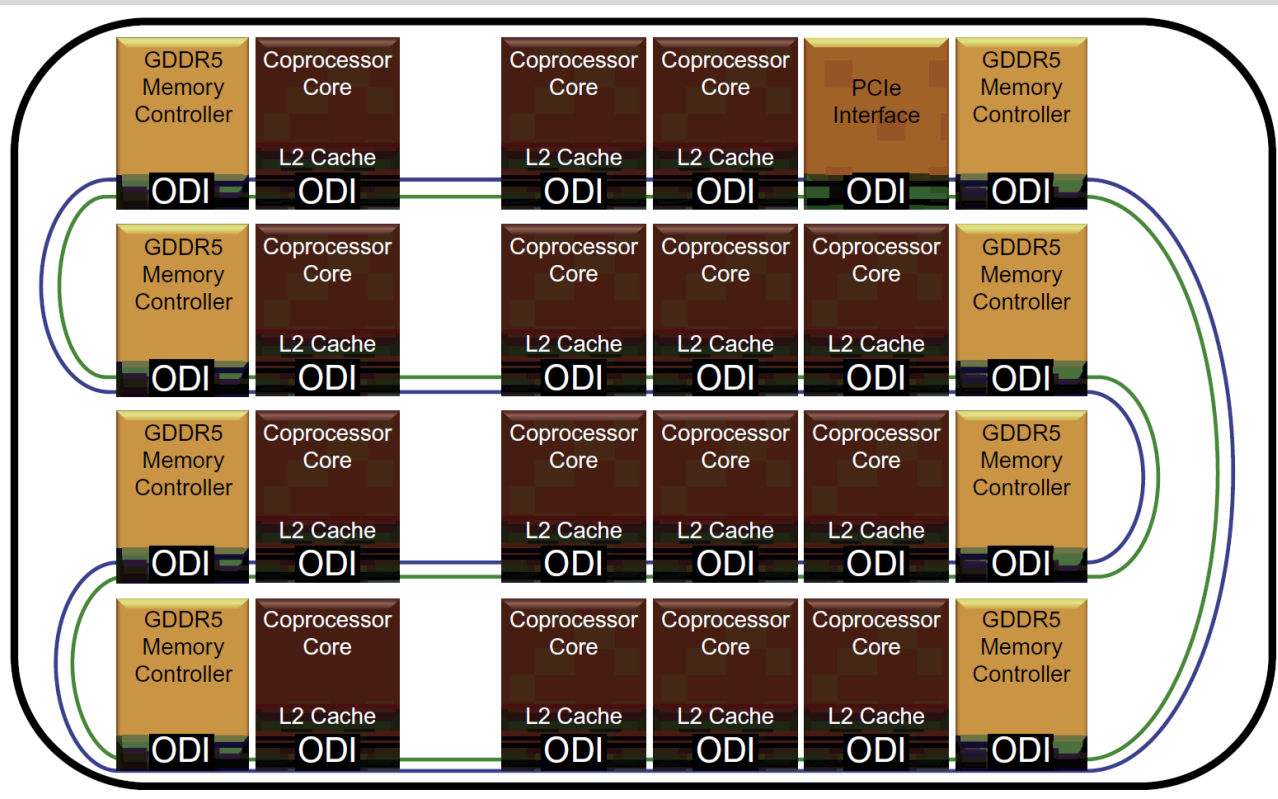 GDDR5
Memory
Controller
ODI
Coprocessor
Core
L2 Cache
ODI
Coprocessor
Core
L2 Cache
ODI
Coprocessor
Core
L2 Cache
ODI
PCIe
Interface
ODI
GDDR5
Memory
Controller
ODI
GDDR5
Memory
Controller
ODI
Coprocessor
Core
L2 Cache
ODI
Coprocessor
Core
L2 Cache
ODI
Coprocessor
Core
L2 Cache
ODI
Coprocessor
Core
L2 Cache
ODI
GDDR5
Memory
Controller
ODI
GDDR5
Memory
Controller
ODI
Coprocessor
Core
L2 Cache
ODI
Coprocessor
Core
L2 Cache
ODI
Coprocessor
Core
L2 Cache
ODI
Coprocessor
Core
L2 Cache
ODI
GDDR5
Memory
Controller
ODI
GDDR5
Memory
Controller
ODI
Coprocessor
Core
L2 Cache
ODI
Coprocessor
Core
L2 Cache
ODI
Coprocessor
Core
L2 Cache
ODI
Coprocessor
Core
L2 Cache
ODI
GDDR5
Memory
Controller
ODI